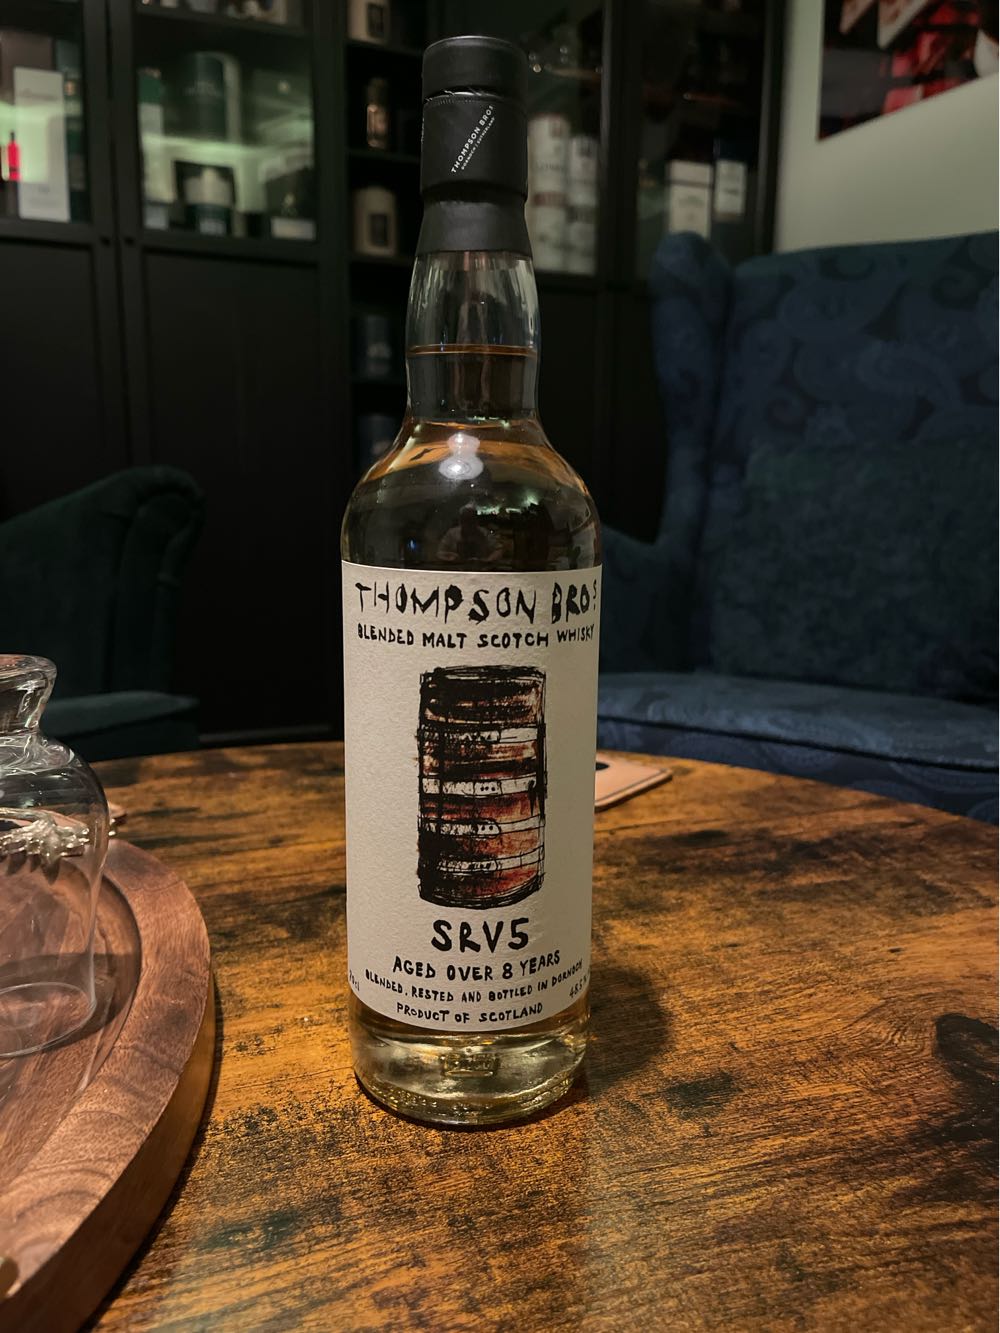 THOMPSON BROS
THOMPSON BROS
BLENDED MALT SCOTCH WHISKY
SRV5
AGED OVER 8 YEARS
BLENDED, RESTED AND BOTTLED IN DORNOCH
PRODUCT OF SCOTLAND